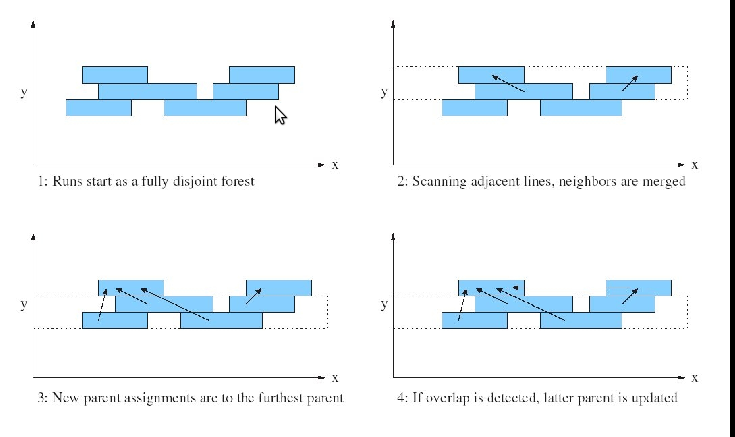 y
x
1: Runs start as a fully disjoint forest
y
x
2: Scanning adjacent lines, neighbors are merged
y
x
3: New parent assignments are to the furthest parent
y
x
4: If overlap is detected, latter parent is updated